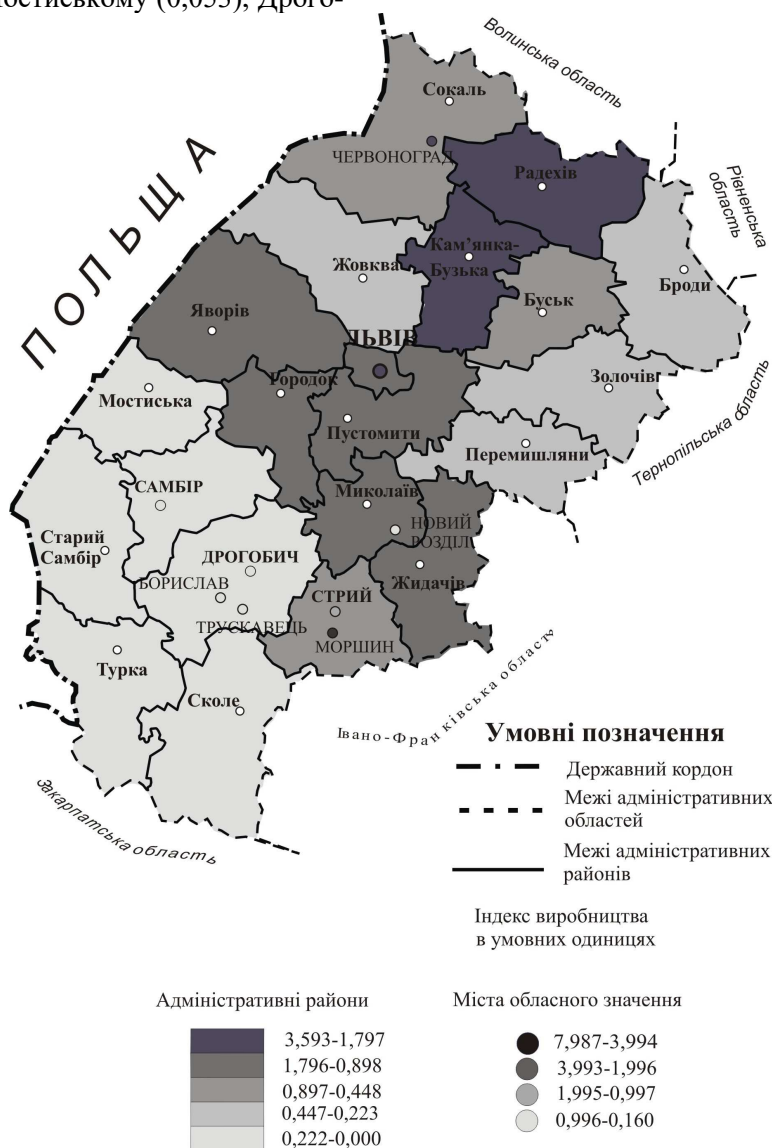 (0,053), Дрого-
Волинська область
Сокаль
ЧЕРВОНОГРАД
Рівненська
область
ПОЛЬЩА
Радехів
Кам’янка-
Бузька
Жовква
Броди
Буськ
Яворів
ЛЬВІВ
Мостиська
Городок
Золочів
Пустомити
Перемишляни
Тернопільська область
САМБІР
Миколаїв
НОВИЙ
РОЗДІЛ
Старий
Самбір
ДРОГОБИЧ
БОРИСЛАВ
Жидачів
СТРИЙ
ТРУСКАВЕЦЬ
МОРШИН
Турка
Сколе
Івано-Франківська область
Закарпатська область
Умовні позначення
Державний кордон
Межі адміністративних
областей
Межі адміністративних
районів
Індекс виробництва
в умовних одиницях
Адміністративні райони
3,593-1,797
1,796-0,898
0,897-0,448
0,447-0,223
0,222-0,000
Міста обласного значення
7,987-3,994
3,993-1,996
1,995-0,997
0,996-0,160